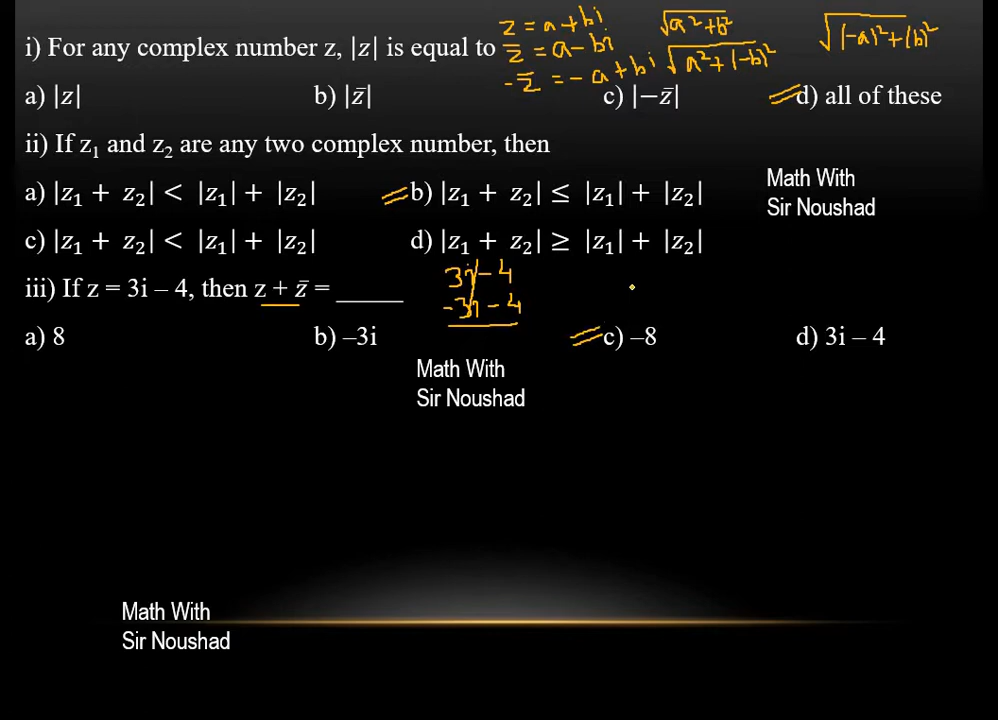 z = a + bi √a² + b² √(-a)² + (b)²
i) For any complex number z, |z| is equal to z̄ = a - bi √a² + (-b)²
-z̄ = -a + bi
a) |z| b) |z̄| c) |−z̄| d) all of these
ii) If z₁ and z₂ are any two complex number, then
a) |z₁ + z₂| < |z₁| + |z₂| b) |z₁ + z₂| ≤ |z₁| + |z₂|
Math With
Sir Noushad
c) |z₁ + z₂| < |z₁| + |z₂| d) |z₁ + z₂| ≥ |z₁| + |z₂|
3i - 4
iii) If z = 3i – 4, then z + z̄ = _____
-3i - 4
a) 8 b) –3i c) –8 d) 3i – 4
Math With
Sir Noushad
Math With
Sir Noushad